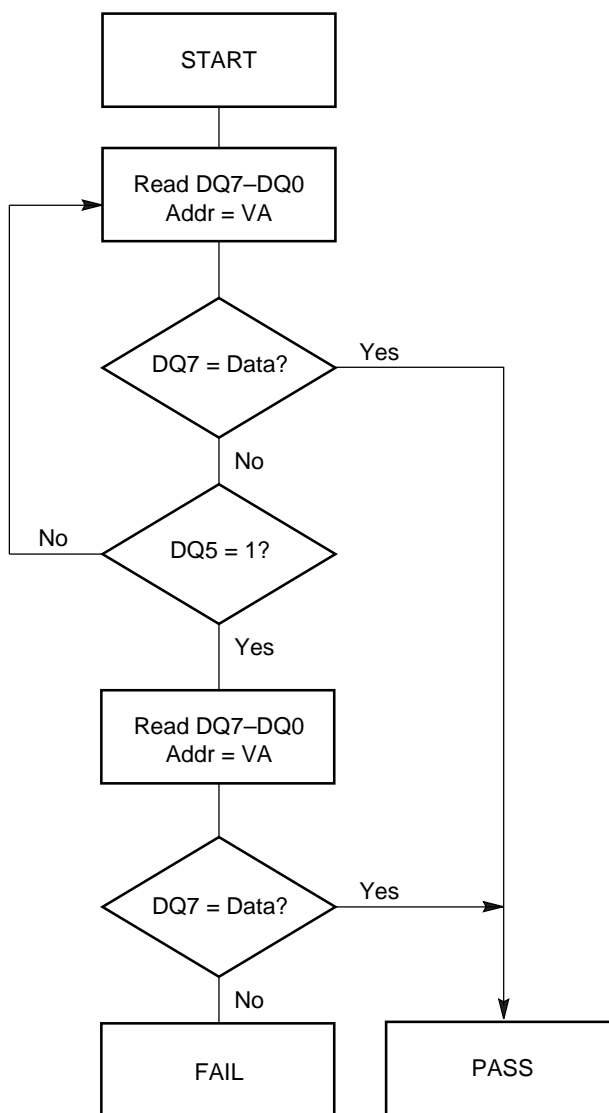 START
Read DQ7–DQ0
Addr = VA
DQ7 = Data?
Yes
No
No
DQ5 = 1?
Yes
Read DQ7–DQ0
Addr = VA
DQ7 = Data?
Yes
No
FAIL
PASS